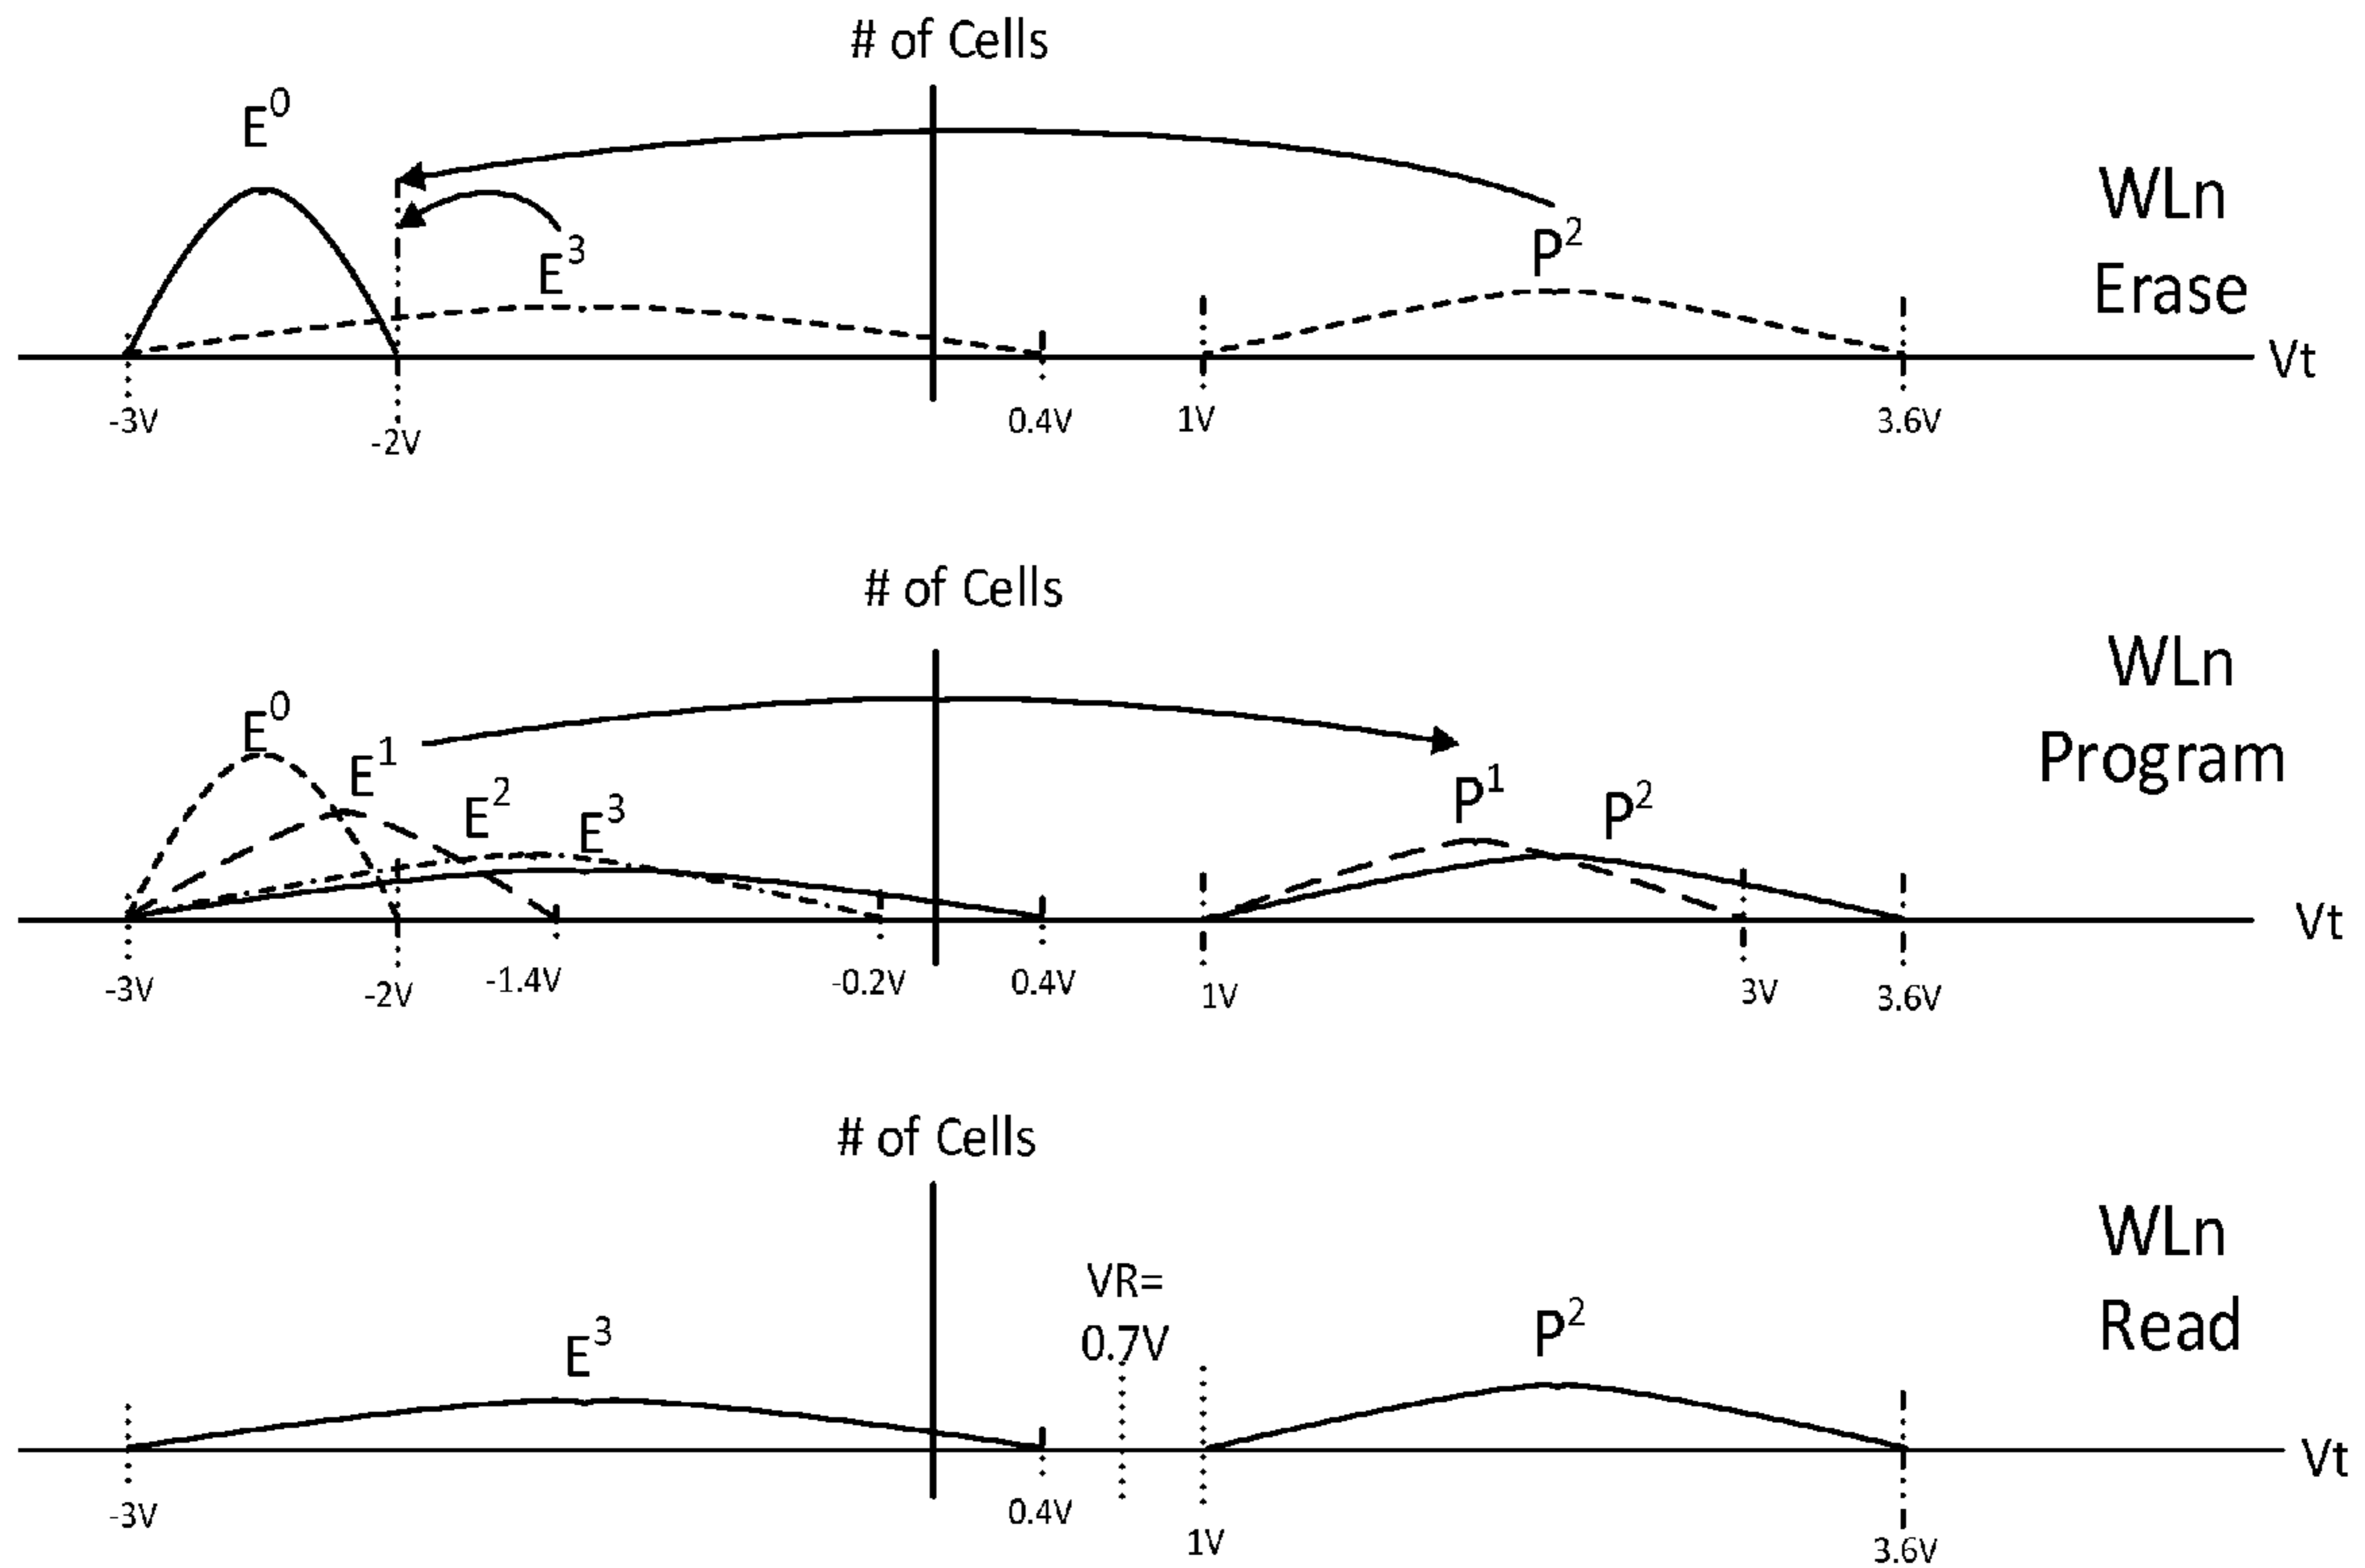 # of Cells
E⁰
WLn
Erase
E³
P²
Vt
-3V
-2V
0.4V
1V
3.6V
# of Cells
WLn
Program
E⁰
E¹
E²
E³
P¹
P²
Vt
-3V
-2V
-1.4V
-0.2V
0.4V
1V
3V
3.6V
# of Cells
WLn
Read
VR=
0.7V
E³
P²
Vt
-3V
0.4V
1V
3.6V